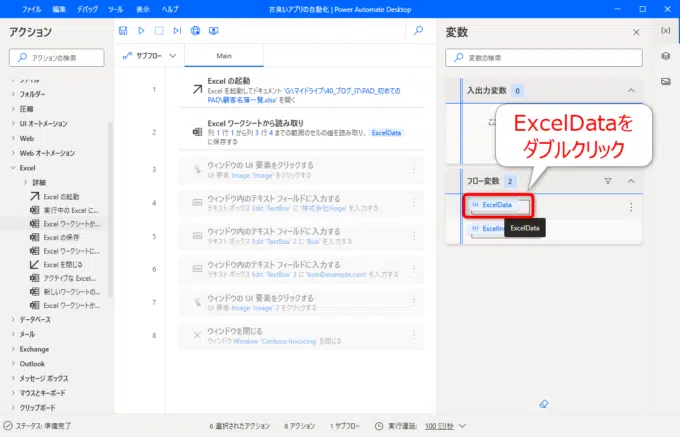 ファイル 編集 デバッグ ツール 表示 ヘルプ 古臭いアプリの自動化 | Power Automate Desktop
アクション
アクションの検索
ファイル
フォルダー
圧縮
UI オートメーション
Web
Web オートメーション
Excel
詳細
Excel の起動
実行中の Excel に...
Excel ワークシートか...
Excel の保存
Excel ワークシートに...
Excel を閉じる
アクティブな Excel...
新しいワークシートの...
Excel ワークシートか...
データベース
メール
Exchange
Outlook
メッセージ ボックス
マウスとキーボード
クリップボード
サブフロー Main
1 Excel の起動
Excel を起動してドキュメント 'G:\マイドライブ\40_ブログ_IT\PAD_初めての
PAD\顧客名簿一覧.xlsx' を開く
2 Excel ワークシートから読み取り
列 1 行 1 から列 3 行 4 までの範囲のセルの値を読み取り、 ExcelData
に保存する
3 ウィンドウの UI 要素をクリックする
UI 要素 Image 'Image' をクリックする
4 ウィンドウ内のテキスト フィールドに入力する
テキスト ボックス Edit 'TextBox' に '株式会社Hoge' を入力する
5 ウィンドウ内のテキスト フィールドに入力する
テキスト ボックス Edit 'TextBox' 2 に 'Bob' を入力する
6 ウィンドウ内のテキスト フィールドに入力する
テキスト ボックス Edit 'TextBox' 3 に 'bob@example.com' を入力する
7 ウィンドウの UI 要素をクリックする
UI 要素 Image 'Image' 2 をクリックする
8 ウィンドウを閉じる
ウィンドウ Window 'Contoso Invoicing' を閉じる
変数
変数の検索
入出力変数 0
ExcelDataを
ダブルクリック
フロー変数 2
ExcelData
ExcelData
ステータス: 準備完了 6 選択されたアクション 8 アクション 1 サブフロー 実行遅延: 100 ミリ秒